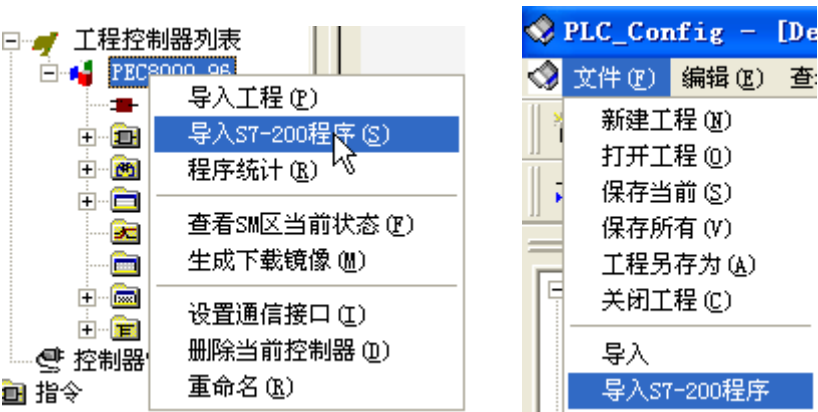 工程控制器列表
PEC8000_96
导入工程(P)
导入S7-200程序(S)
程序统计(R)
查看SM区当前状态(F)
生成下载镜像(M)
设置通信接口(I)
删除当前控制器(D)
重命名(R)
控制器
指令
PLC_Config - [De
文件(F) 编辑(E) 查
新建工程(N)
打开工程(O)
保存当前(S)
保存所有(V)
工程另存为(A)
关闭工程(C)
导入
导入S7-200程序